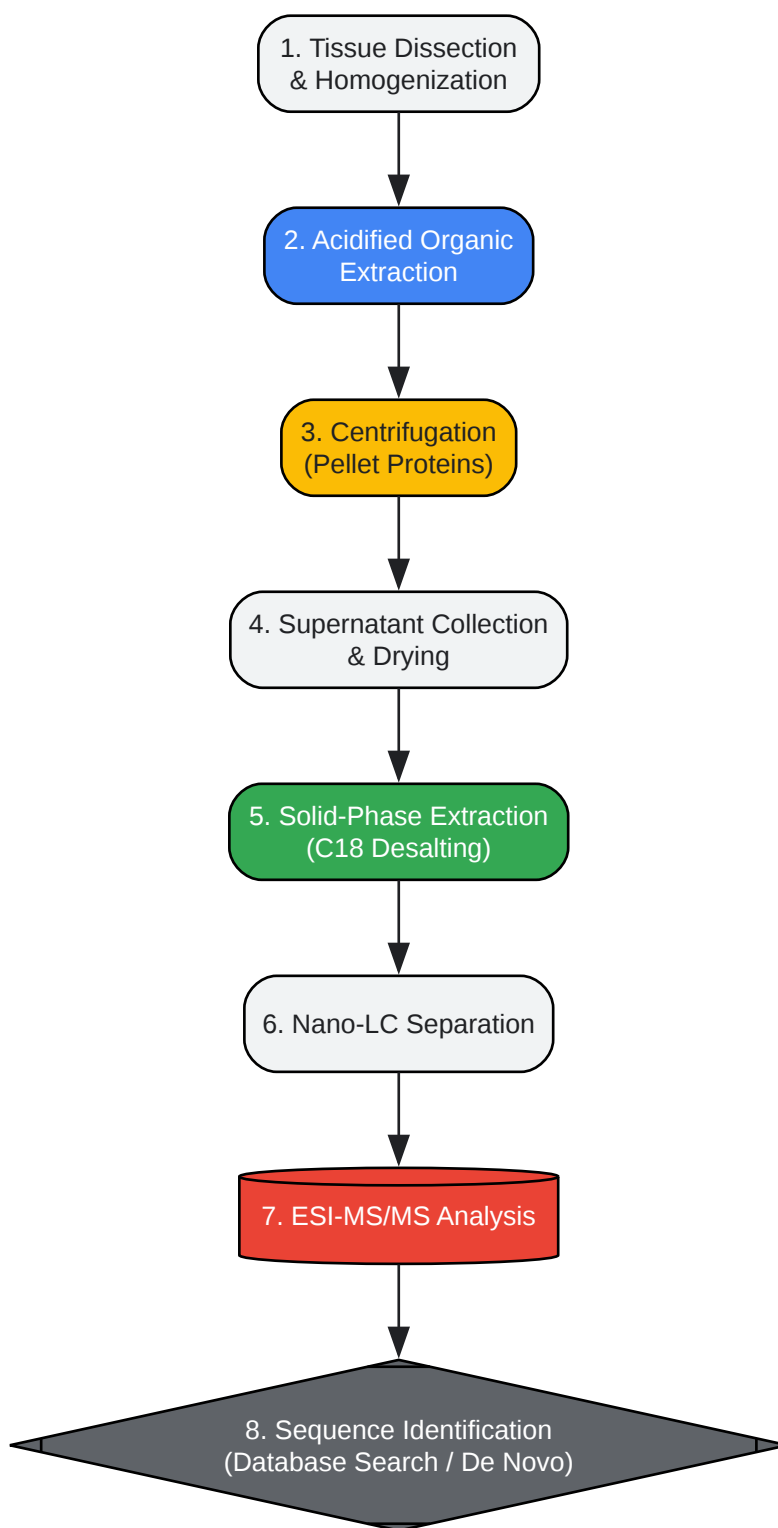 1. Tissue Dissection
& Homogenization
2. Acidified Organic
Extraction
3. Centrifugation
(Pellet Proteins)
4. Supernatant Collection
& Drying
5. Solid-Phase Extraction
(C18 Desalting)
6. Nano-LC Separation
7. ESI-MS/MS Analysis
8. Sequence Identification
(Database Search / De Novo)